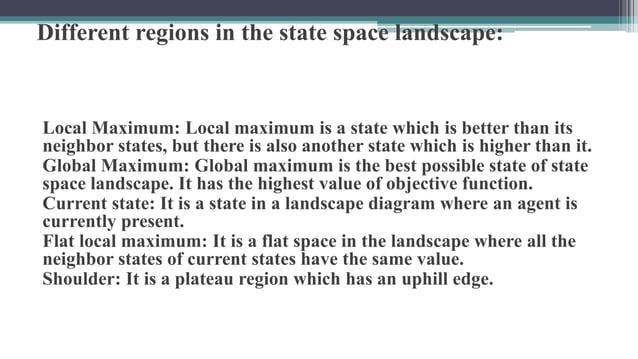 Different regions in the state space landscape:
Local Maximum: Local maximum is a state which is better than its
neighbor states, but there is also another state which is higher than it.
Global Maximum: Global maximum is the best possible state of state
space landscape. It has the highest value of objective function.
Current state: It is a state in a landscape diagram where an agent is
currently present.
Flat local maximum: It is a flat space in the landscape where all the
neighbor states of current states have the same value.
Shoulder: It is a plateau region which has an uphill edge.